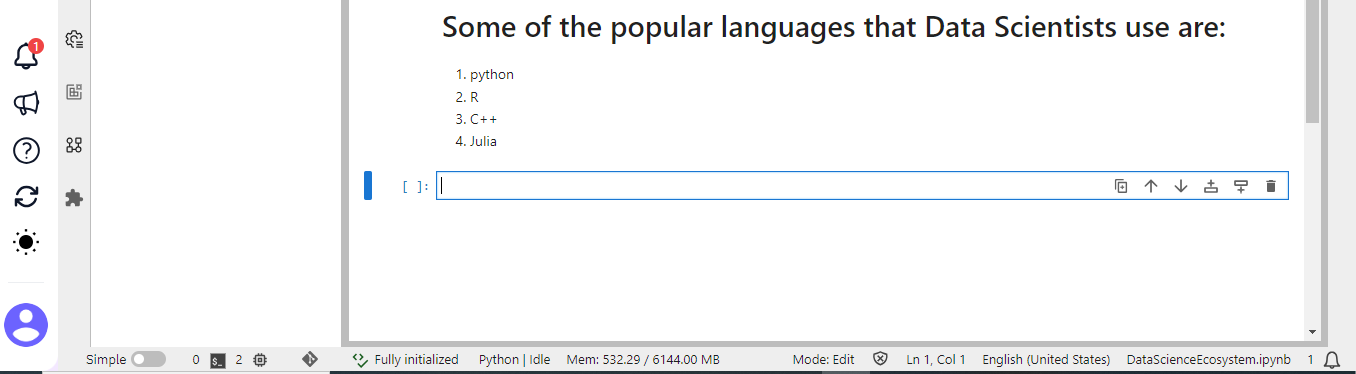 1
Some of the popular languages that Data Scientists use are:
1. python
2. R
3. C++
4. Julia
[ ]:
Simple 0 $_ 2 Fully initialized Python | Idle Mem: 532.29 / 6144.00 MB Mode: Edit Ln 1, Col 1 English (United States) DataScienceEcosystem.ipynb 1